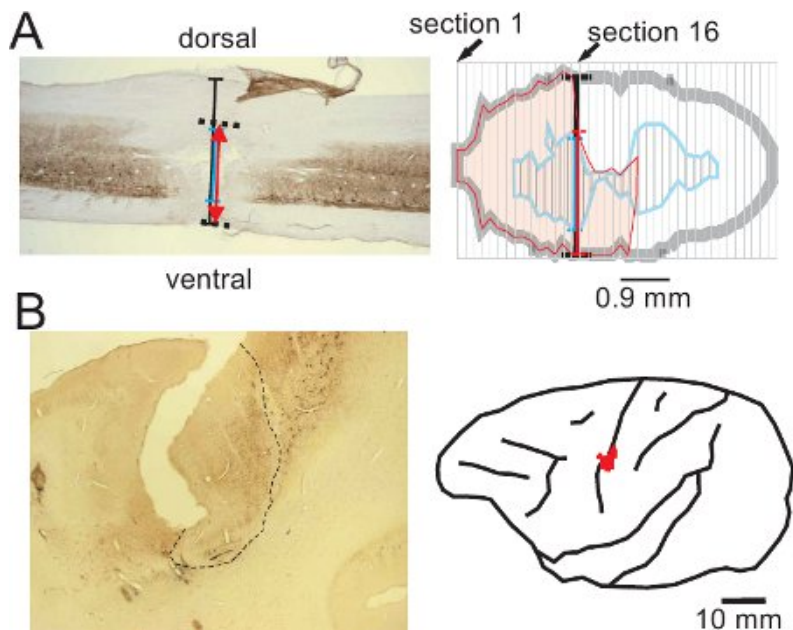 A
dorsal
section 1
section 16
ventral
0.9 mm
B
10 mm